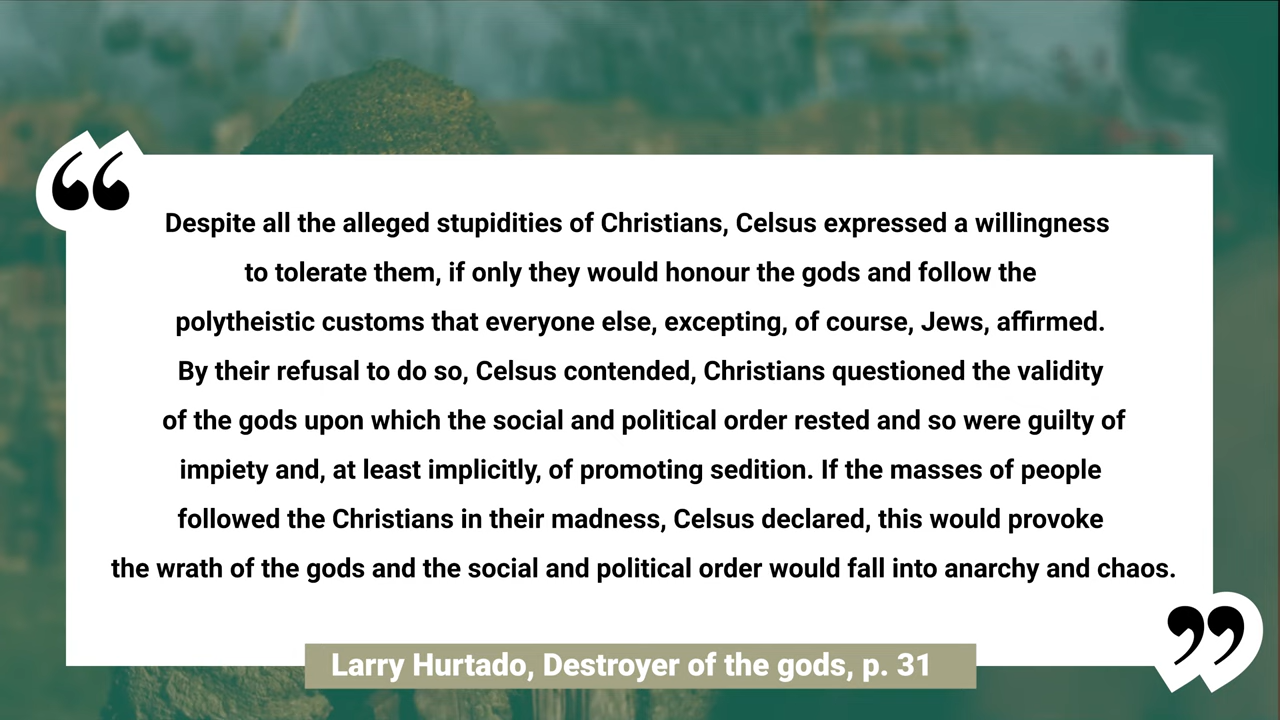 Despite all the alleged stupidities of Christians, Celsus expressed a willingness
to tolerate them, if only they would honour the gods and follow the
polytheistic customs that everyone else, excepting, of course, Jews, affirmed.
By their refusal to do so, Celsus contended, Christians questioned the validity
of the gods upon which the social and political order rested and so were guilty of
impiety and, at least implicitly, of promoting sedition. If the masses of people
followed the Christians in their madness, Celsus declared, this would provoke
the wrath of the gods and the social and political order would fall into anarchy and chaos.
Larry Hurtado, Destroyer of the gods, p. 31